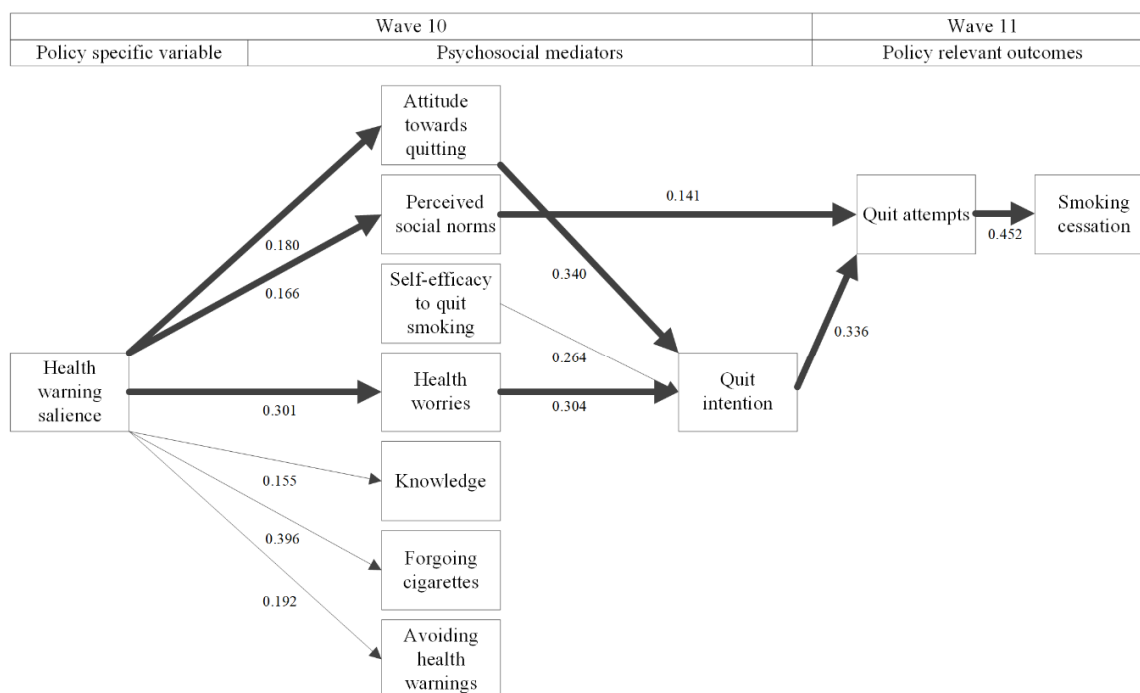 Wave 10
Wave 11
Policy specific variable
Psychosocial mediators
Policy relevant outcomes
Attitude
towards
quitting
Perceived
social norms
0.141
Quit attempts
Smoking
cessation
0.452
0.180
0.166
Self-efficacy
to quit
smoking
0.340
0.264
0.336
Health
warning
salience
0.301
Health
worries
0.304
Quit
intention
0.155
Knowledge
0.396
Forgoing
cigarettes
0.192
Avoiding
health
warnings